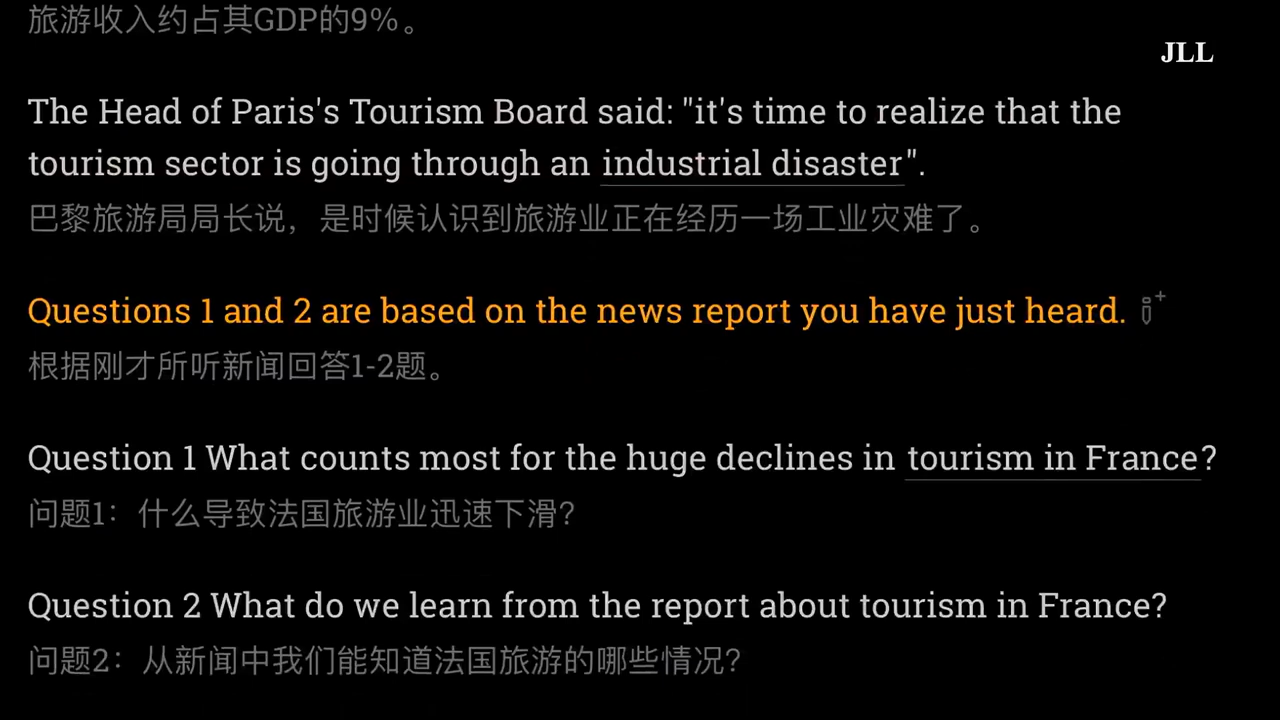 旅游收入约占其GDP的9%。
JLL
The Head of Paris's Tourism Board said: "it's time to realize that the
tourism sector is going through an industrial disaster".
巴黎旅游局局长说，是时候认识到旅游业正在经历一场工业灾难了。
Questions 1 and 2 are based on the news report you have just heard.
根据刚才所听新闻回答1-2题。
Question 1 What counts most for the huge declines in tourism in France?
问题1：什么导致法国旅游业迅速下滑？
Question 2 What do we learn from the report about tourism in France?
问题2：从新闻中我们能知道法国旅游的哪些情况？